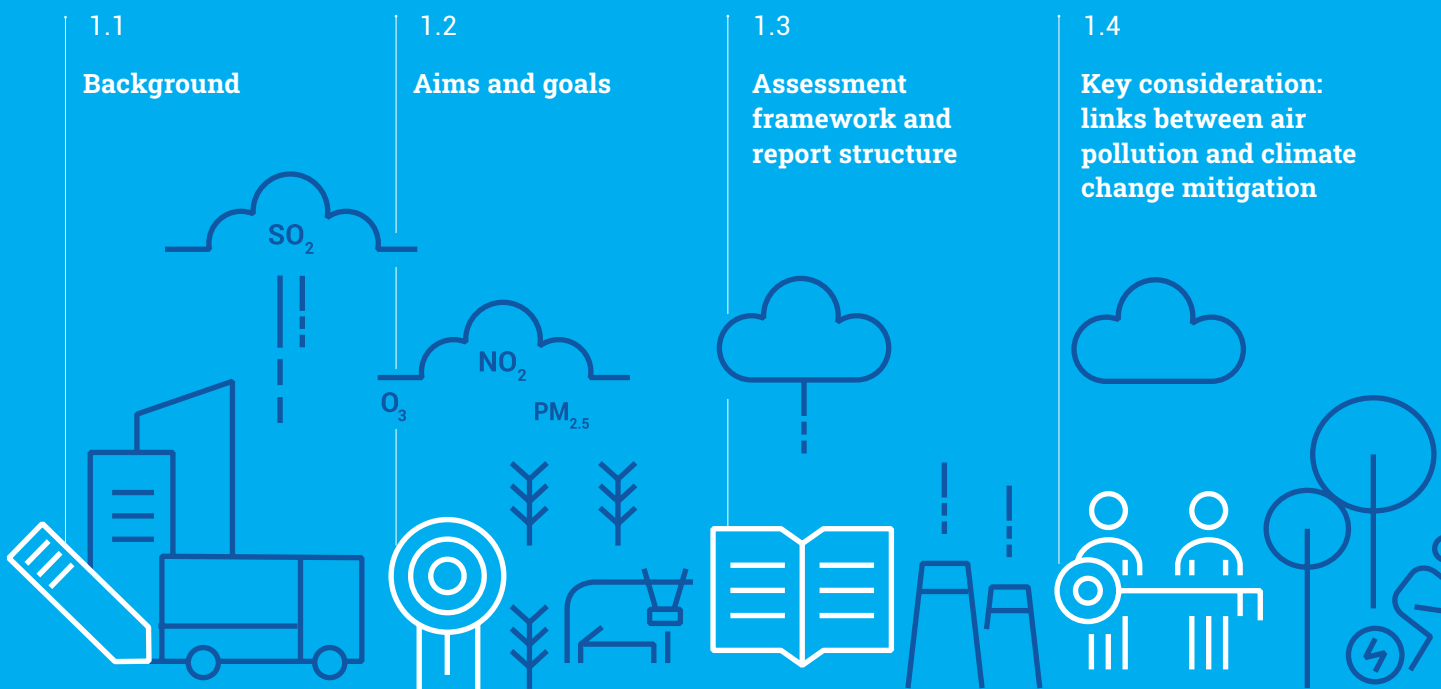 1.1
Background
1.2
Aims and goals
1.3
Assessment
framework and
report structure
1.4
Key consideration:
links between air
pollution and climate
change mitigation
SO₂
NO₂
O₃
PM₂.₅